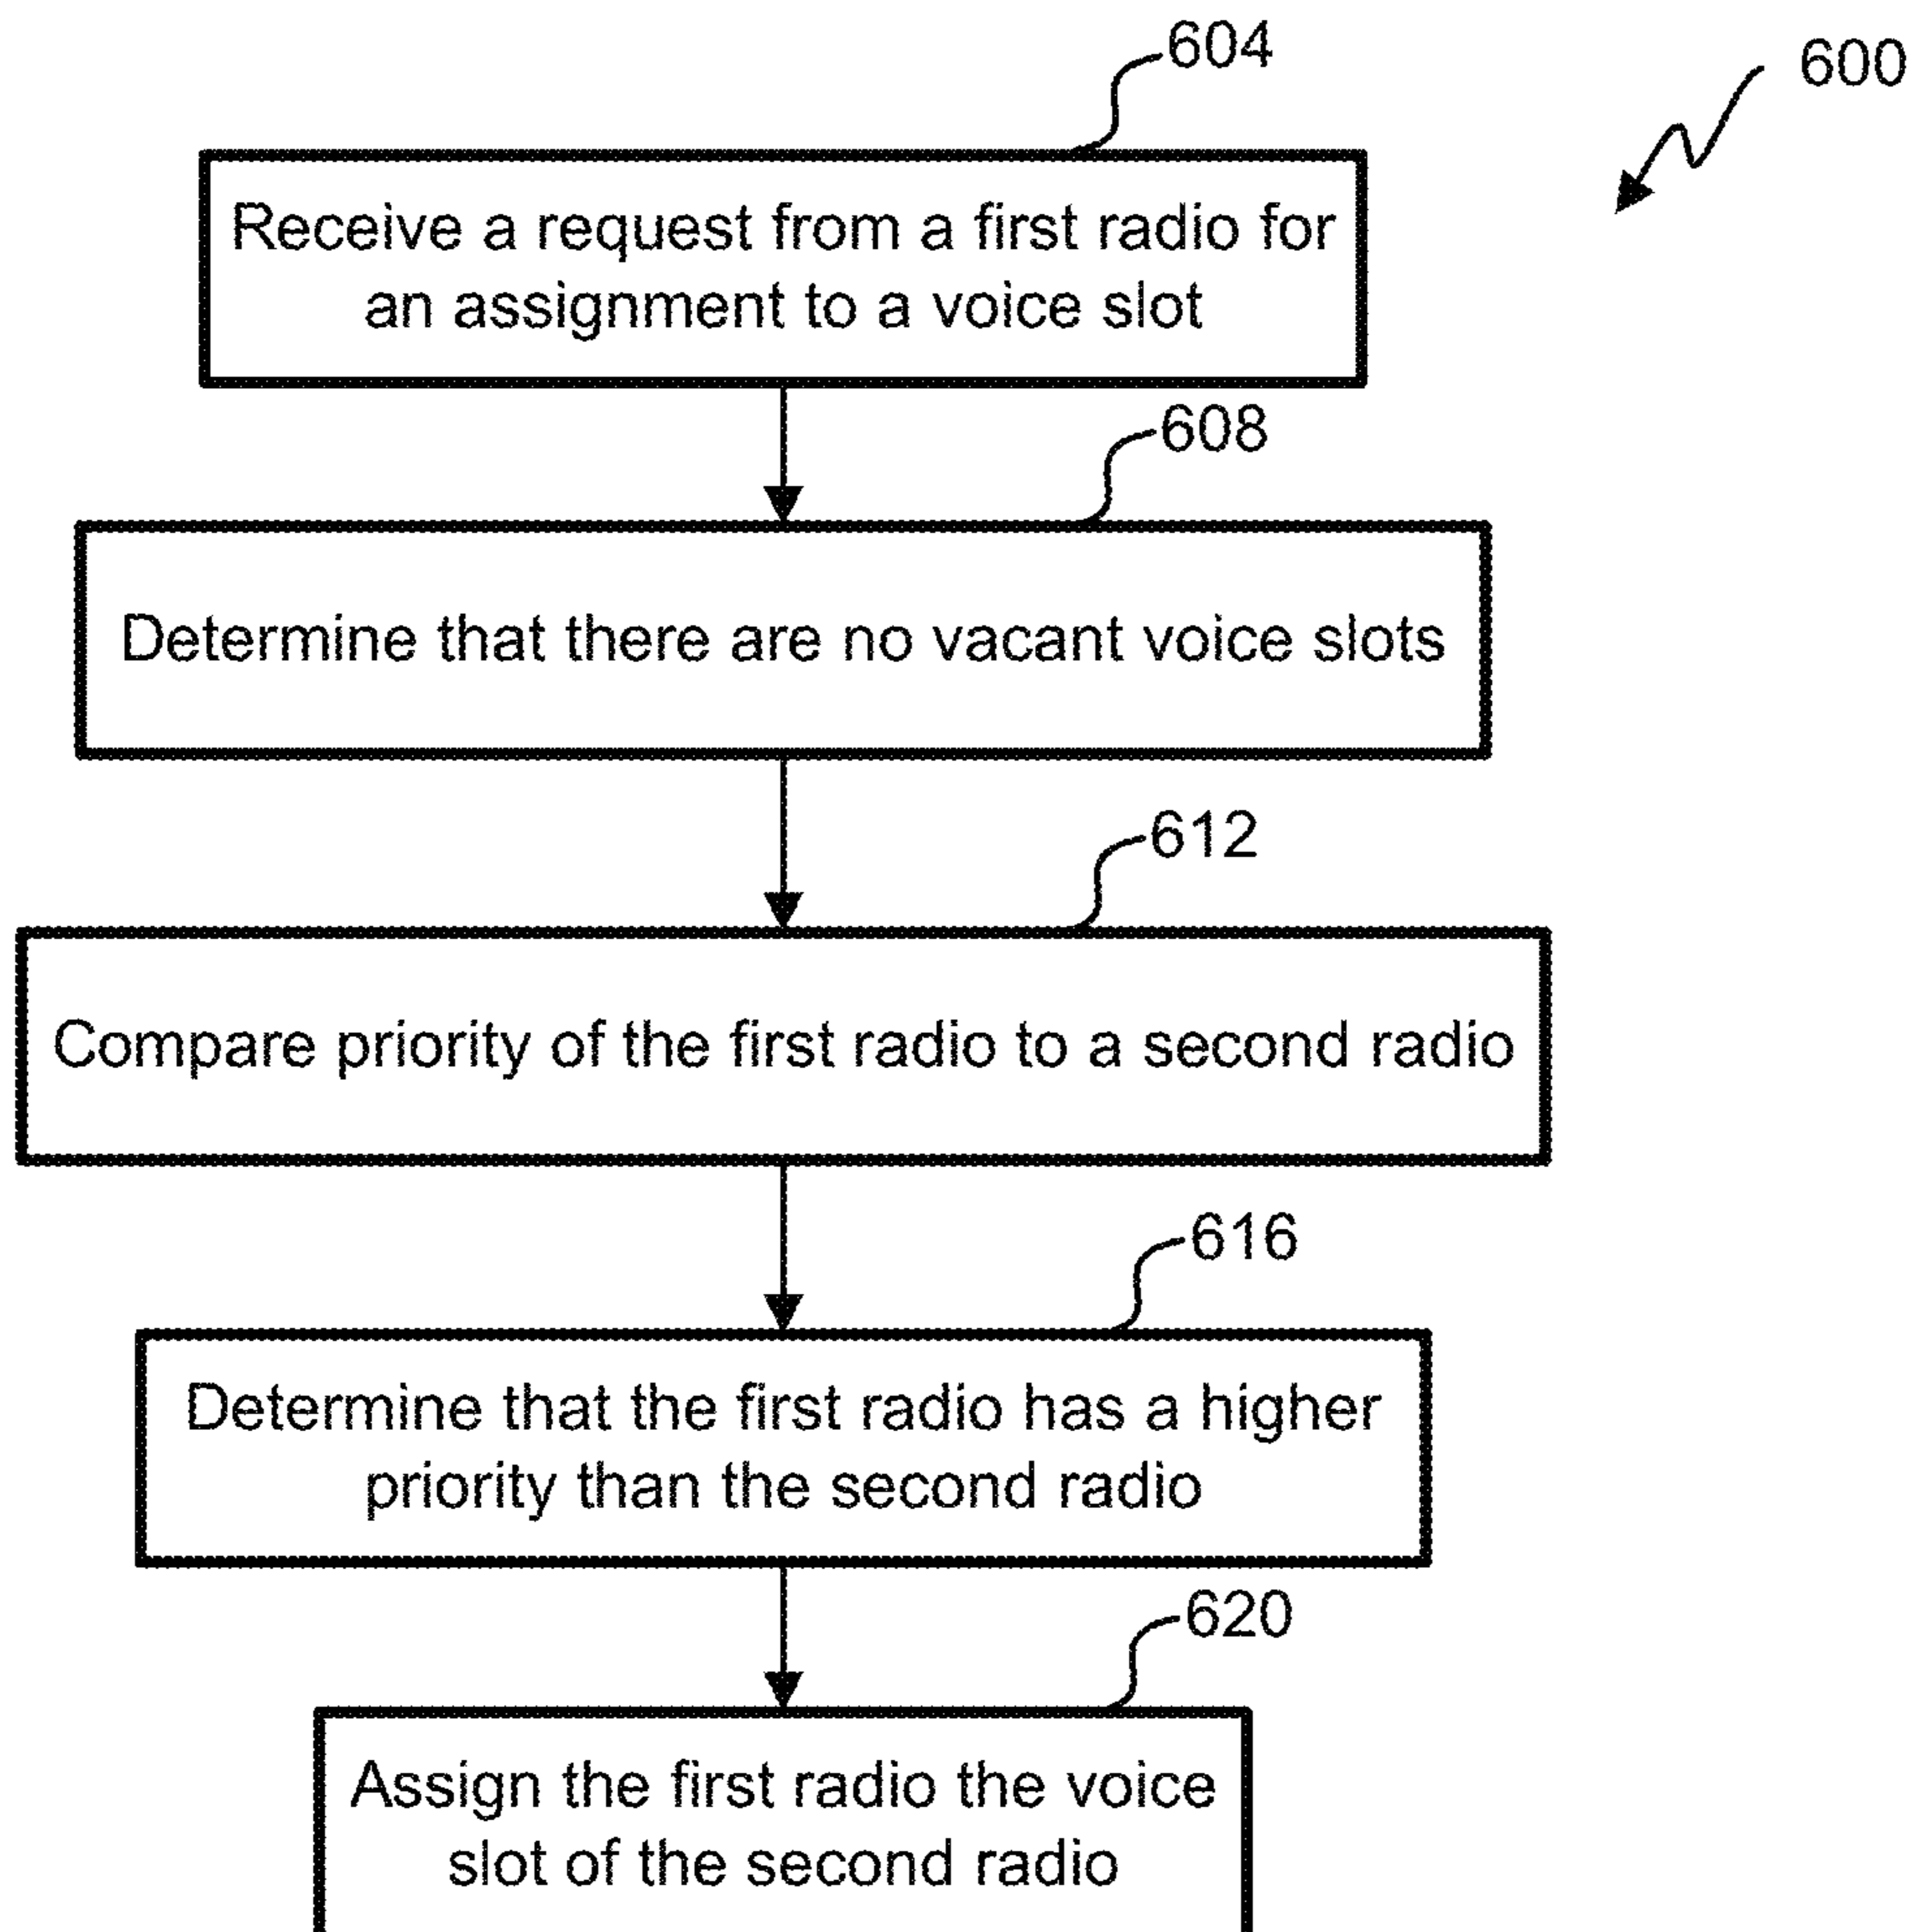 604
600
Receive a request from a first radio for
an assignment to a voice slot
608
Determine that there are no vacant voice slots
612
Compare priority of the first radio to a second radio
616
Determine that the first radio has a higher
priority than the second radio
620
Assign the first radio the voice
slot of the second radio